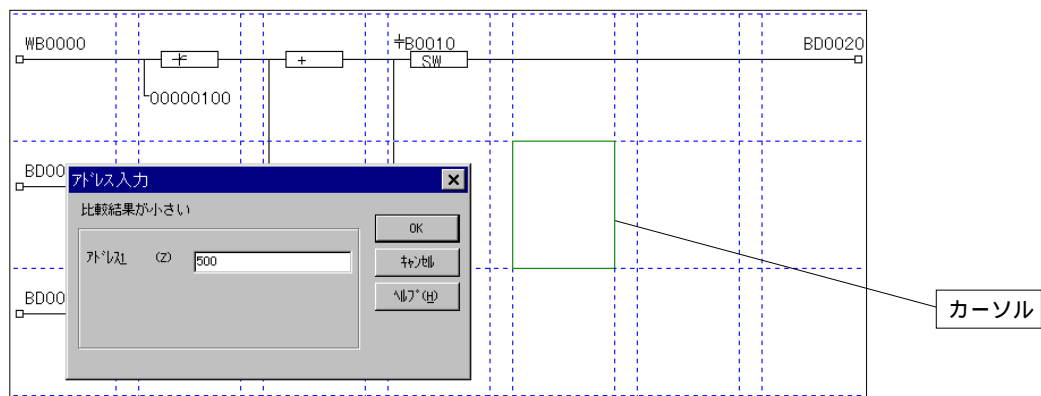 WB0000
╪B0010
BD0020
+
SW
00000100
BD00
アドレス入力
比較結果が小さい
OK
アドレス1 (Z) 500
キャンセル
ヘルプ(H)
BD00
カーソル